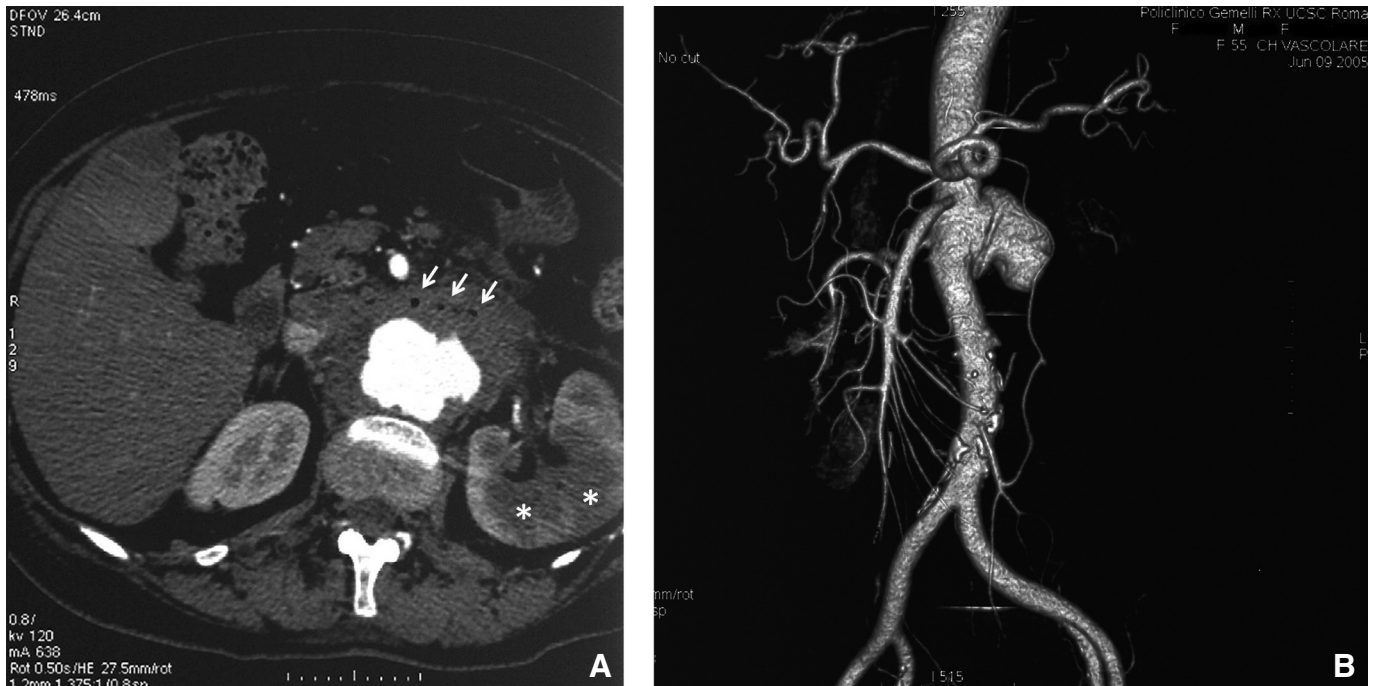 DFOV 26.4cm
STND
478ms
R
1
2
9
0.8/
kv 120
mA 638
Rot 0.50s/HE 27.5mm/rot
1.2mm 1.375:1/0.8sp
*
*
A
I 255
Policlinico Gemelli RX UCSC Roma
F M F
F 55 CH VASCOLARE
Jun 09 2005
No cut
L
P
mm/rot
sp
I 515
B